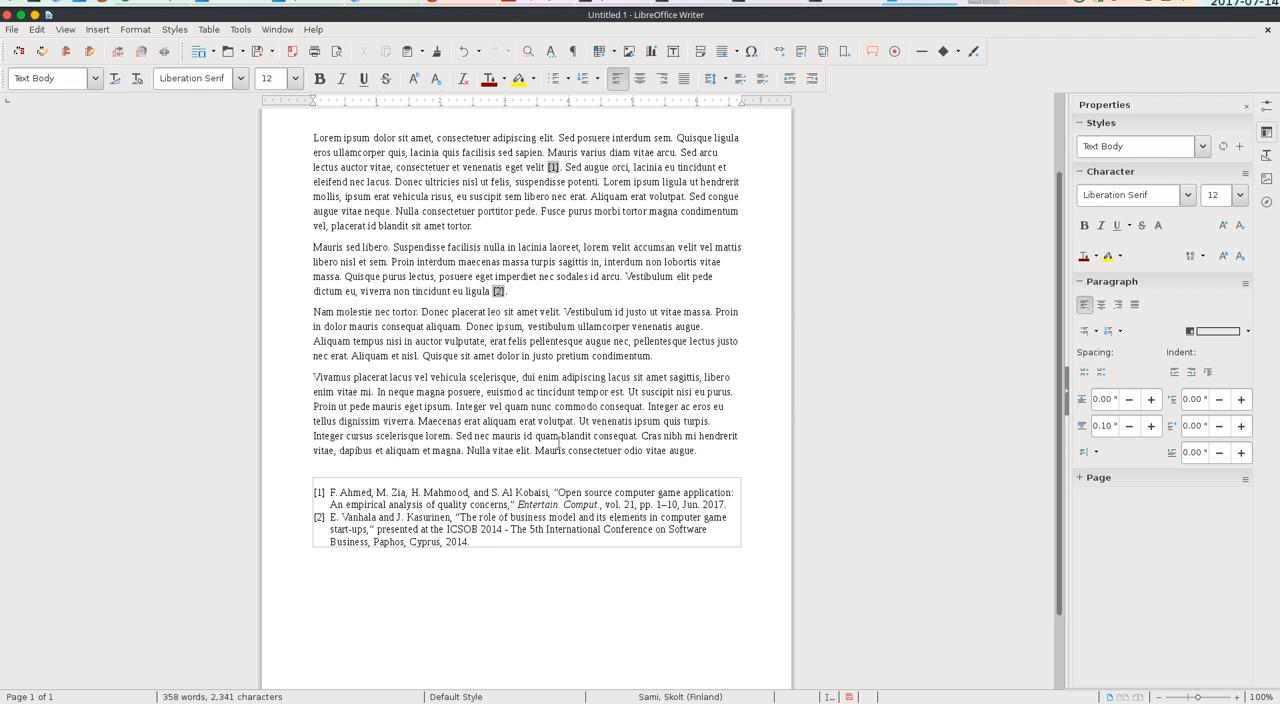 2017-07-14
Untitled 1 - LibreOffice Writer
File Edit View Insert Format Styles Table Tools Window Help
Text Body Liberation Serif 12
Lorem ipsum dolor sit amet, consectetuer adipiscing elit. Sed posuere interdum sem. Quisque ligula
eros ullamcorper quis, lacinia quis facilisis sed sapien. Mauris varius diam vitae arcu. Sed arcu
lectus auctor vitae, consectetuer et venenatis eget velit [1]. Sed augue orci, lacinia eu tincidunt et
eleifend nec lacus. Donec ultricies nisl ut felis, suspendisse potenti. Lorem ipsum ligula ut hendrerit
mollis, ipsum erat vehicula risus, eu suscipit sem libero nec erat. Aliquam erat volutpat. Sed congue
augue vitae neque. Nulla consectetuer porttitor pede. Fusce purus morbi tortor magna condimentum
vel, placerat id blandit sit amet tortor.
Mauris sed libero. Suspendisse facilisis nulla in lacinia laoreet, lorem velit accumsan velit vel mattis
libero nisl et sem. Proin interdum maecenas massa turpis sagittis in, interdum non lobortis vitae
massa. Quisque purus lectus, posuere eget imperdiet nec sodales id arcu. Vestibulum elit pede
dictum eu, viverra non tincidunt eu ligula [2].
Nam molestie nec tortor. Donec placerat leo sit amet velit. Vestibulum id justo ut vitae massa. Proin
in dolor mauris consequat aliquam. Donec ipsum, vestibulum ullamcorper venenatis augue.
Aliquam tempus nisi in auctor vulputate, erat felis pellentesque augue nec, pellentesque lectus justo
nec erat. Aliquam et nisl. Quisque sit amet dolor in justo pretium condimentum.
Vivamus placerat lacus vel vehicula scelerisque, dui enim adipiscing lacus sit amet sagittis, libero
enim vitae mi. In neque magna posuere, euismod ac tincidunt tempor est. Ut suscipit nisi eu purus.
Proin ut pede mauris eget ipsum. Integer vel quam nunc commodo consequat. Integer ac eros eu
tellus dignissim viverra. Maecenas erat aliquam erat volutpat. Ut venenatis ipsum quis turpis.
Integer cursus scelerisque lorem. Sed nec mauris id quam blandit consequat. Cras nibh mi hendrerit
vitae, dapibus et aliquam et magna. Nulla vitae elit. Mauris consectetuer odio vitae augue.
[1] F. Ahmed, M. Zia, H. Mahmood, and S. Al Kobaisi, “Open source computer game application:
An empirical analysis of quality concerns,” Entertain. Comput., vol. 21, pp. 1–10, Jun. 2017.
[2] E. Vanhala and J. Kasurinen, “The role of business model and its elements in computer game
start-ups,” presented at the ICSOB 2014 - The 5th International Conference on Software
Business, Paphos, Cyprus, 2014.
Properties
Styles
Text Body
Character
Liberation Serif 12
Paragraph
Spacing: Indent:
0.00 " 0.00 "
0.10 " 0.00 "
0.00 "
Page
Page 1 of 1 358 words, 2,341 characters Default Style Sami, Skolt (Finland) 100%